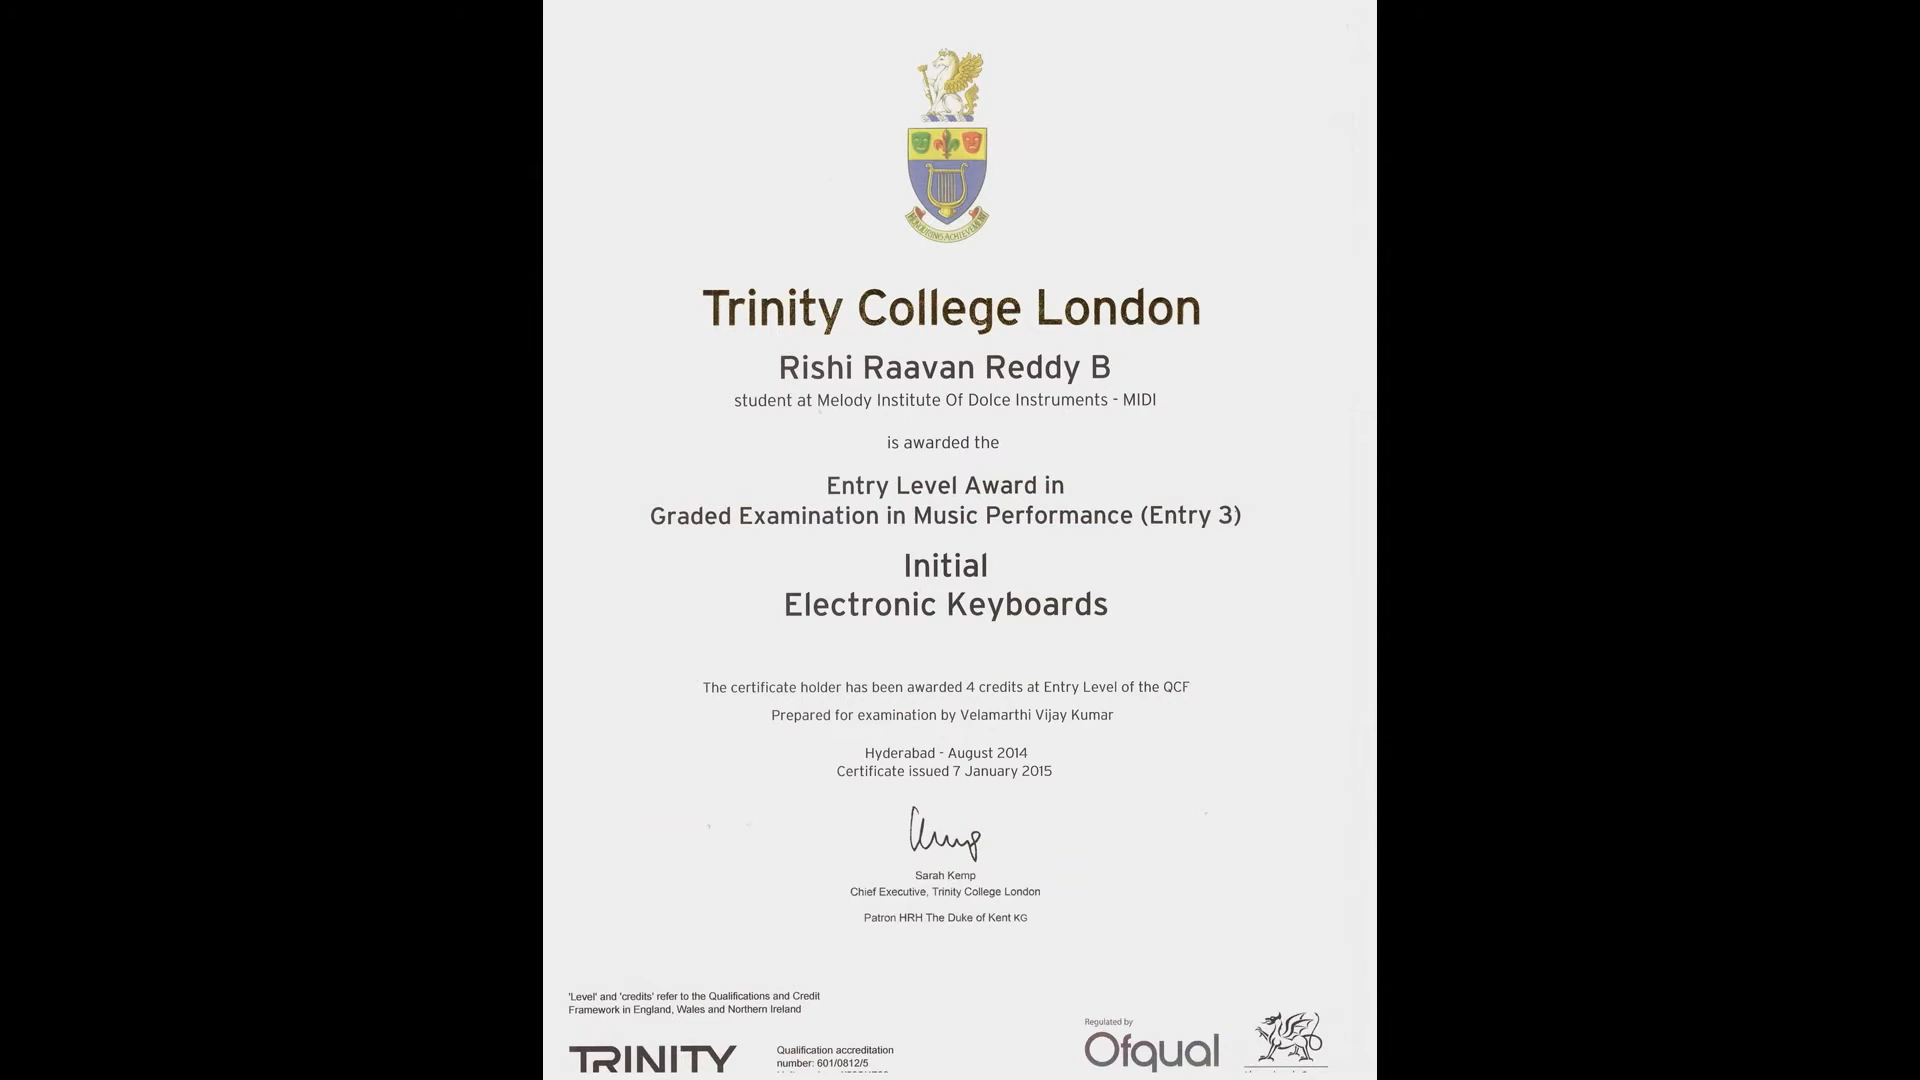 HONOURING ACHIEVEMENT
Trinity College London
Rishi Raavan Reddy B
student at Melody Institute Of Dolce Instruments - MIDI
is awarded the
Entry Level Award in
Graded Examination in Music Performance (Entry 3)
Initial
Electronic Keyboards
The certificate holder has been awarded 4 credits at Entry Level of the QCF
Prepared for examination by Velamarthi Vijay Kumar
Hyderabad - August 2014
Certificate issued 7 January 2015
Sarah Kemp
Chief Executive, Trinity College London
Patron HRH The Duke of Kent KG
'Level' and 'credits' refer to the Qualifications and Credit
Framework in England, Wales and Northern Ireland
TRINITY
Qualification accreditation
number: 601/0812/5
Regulated by
Ofqual